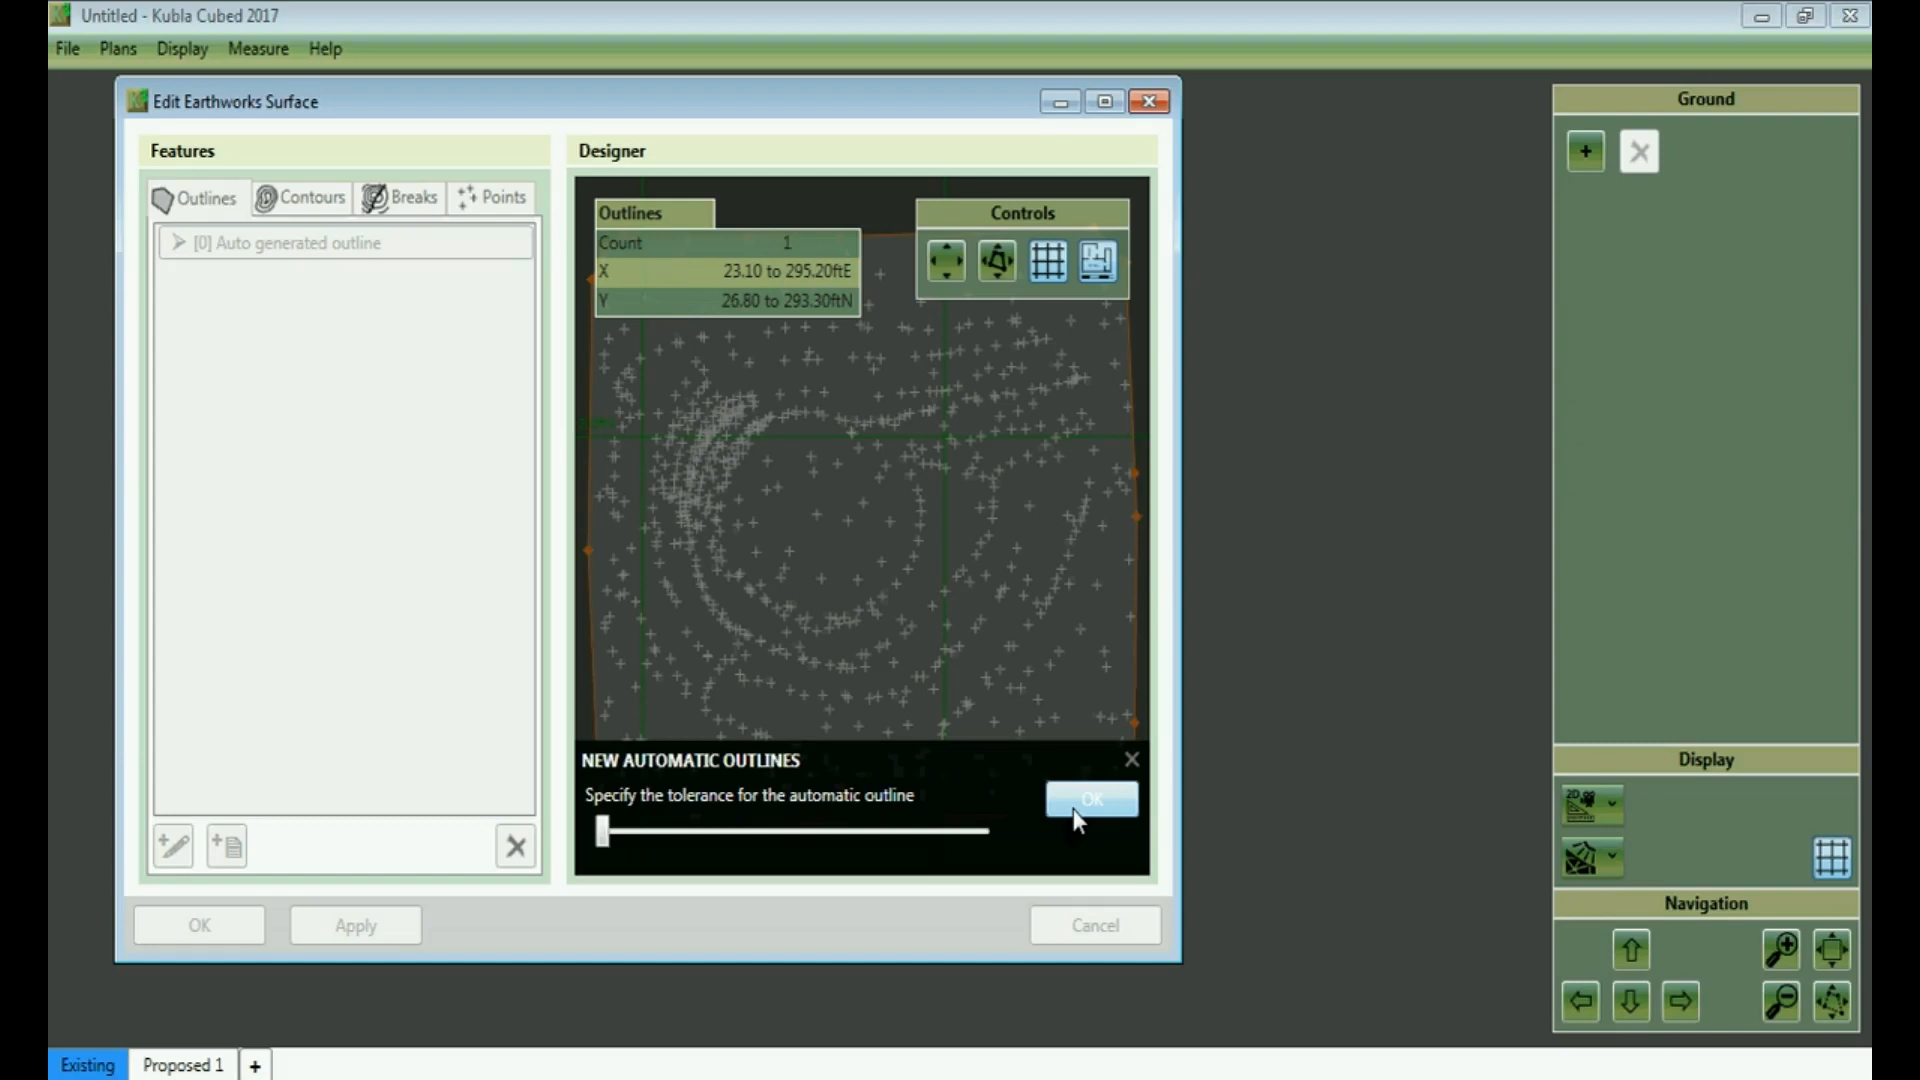 Untitled - Kubla Cubed 2017
File Plans Display Measure Help
Edit Earthworks Surface
Features
Outlines Contours Breaks Points
[0] Auto generated outline
OK Apply Cancel
Designer
Outlines
Count 1
X 23.10 to 295.20ftE
Y 26.80 to 293.30ftN
Controls
NEW AUTOMATIC OUTLINES
Specify the tolerance for the automatic outline
OK
Ground
Display
2D
Navigation
Existing Proposed 1 +